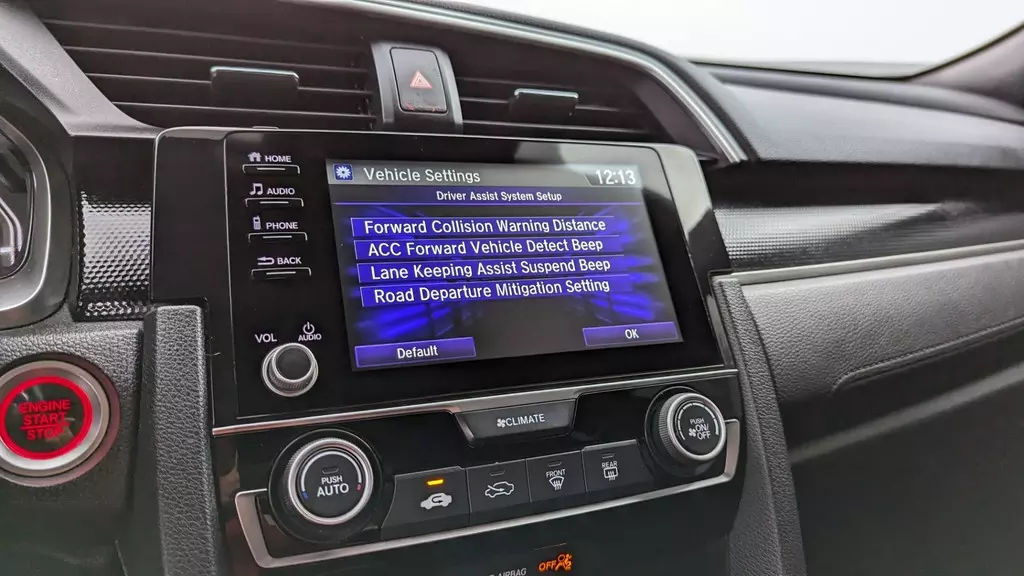 HOME
AUDIO
PHONE
BACK
VOL
AUDIO
Vehicle Settings
12:13
Driver Assist System Setup
Forward Collision Warning Distance
ACC Forward Vehicle Detect Beep
Lane Keeping Assist Suspend Beep
Road Departure Mitigation Setting
Default
OK
ENGINE
START
STOP
CLIMATE
PUSH
AUTO
FRONT
REAR
PUSH
ON/
OFF
AIRBAG
OFF